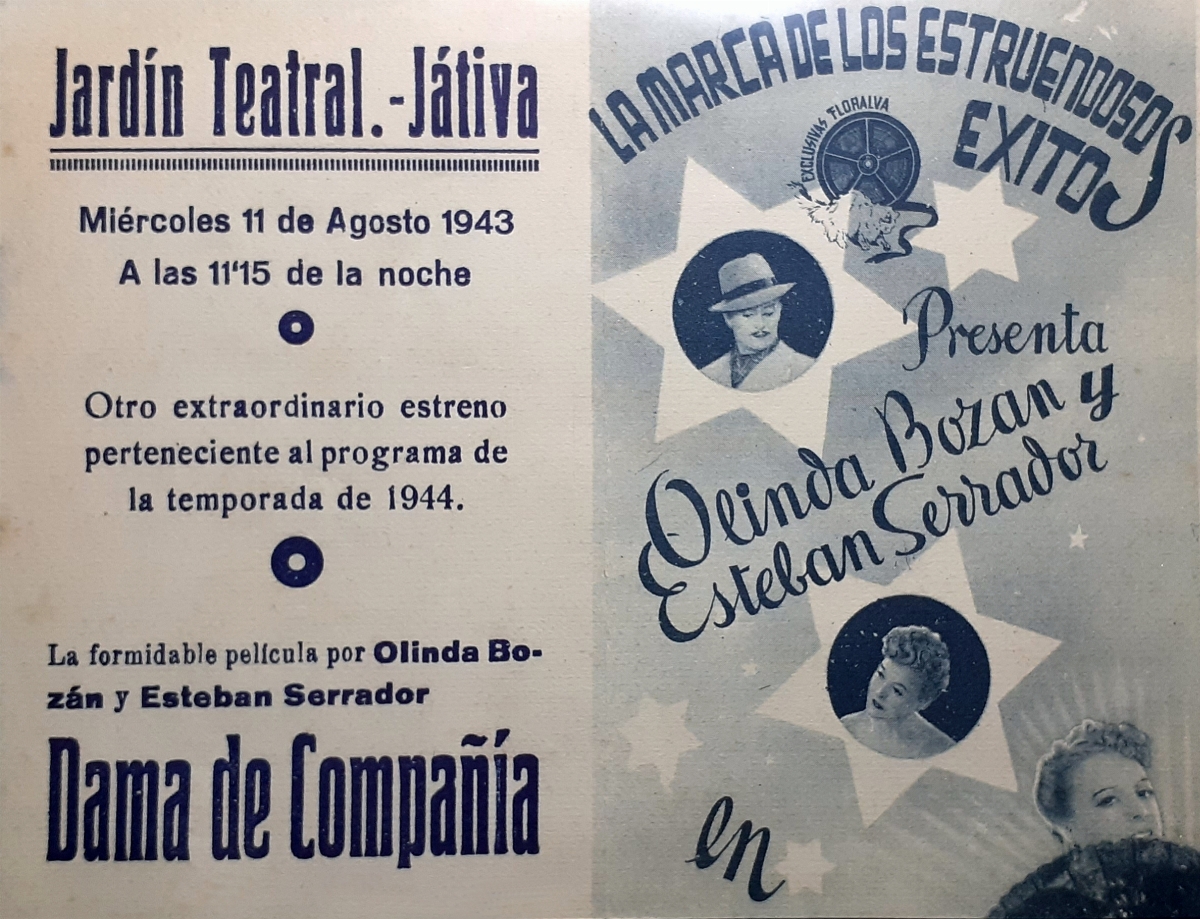 Jardín Teatral.-Játiva
Miércoles 11 de Agosto 1943
A las 11'15 de la noche
Otro extraordinario estreno
perteneciente al programa de
la temporada de 1944.
La formidable película por Olinda Bo-
zán y Esteban Serrador
Dama de Compañía
LA MARCA DE LOS ESTRUENDOSOS
EXITOS
EXCLUSIVAS FLORALVA
Presenta
Olinda Bozan y
Esteban Serrador
en